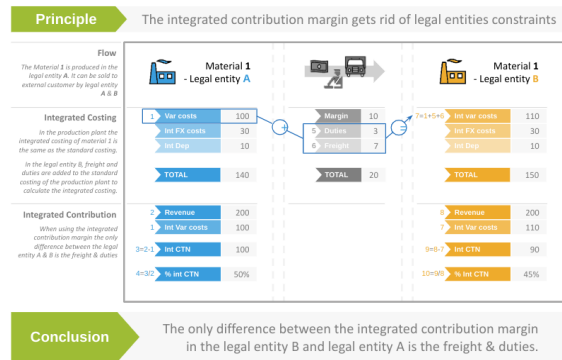 Principle
The integrated contribution margin gets rid of legal entities constraints
Flow
The Material 1 is produced in the
legal entity A. It can be sold to
external customer by legal entity
A & B
Material 1
- Legal entity A
Material 1
- Legal entity B
Integrated Costing
In the production plant the
integrated costing of material 1 is
the same as the standard costing.
In the legal entity B, freight and
duties are added to the standard
costing of the production plant to
calculate the integrated costing.
1 Var costs 100
Int FX costs 30
Int Dep 10
TOTAL 140
+
Margin 10
5 Duties 3
6 Freight 7
TOTAL 20
=
7=1+5+6 Int var costs 110
Int FX costs 30
Int Dep 10
TOTAL 150
Integrated Contribution
When using the integrated
contribution margin the only
difference between the legal
entity A & B is the freight & duties
2 Revenue 200
1 Int Var costs 100
3=2-1 Int CTN 100
4=3/2 % int CTN 50%
8 Revenue 200
7 Int Var costs 110
9=8-7 Int CTN 90
10=9/8 % int CTN 45%
Conclusion
The only difference between the integrated contribution margin
in the legal entity B and legal entity A is the freight & duties.